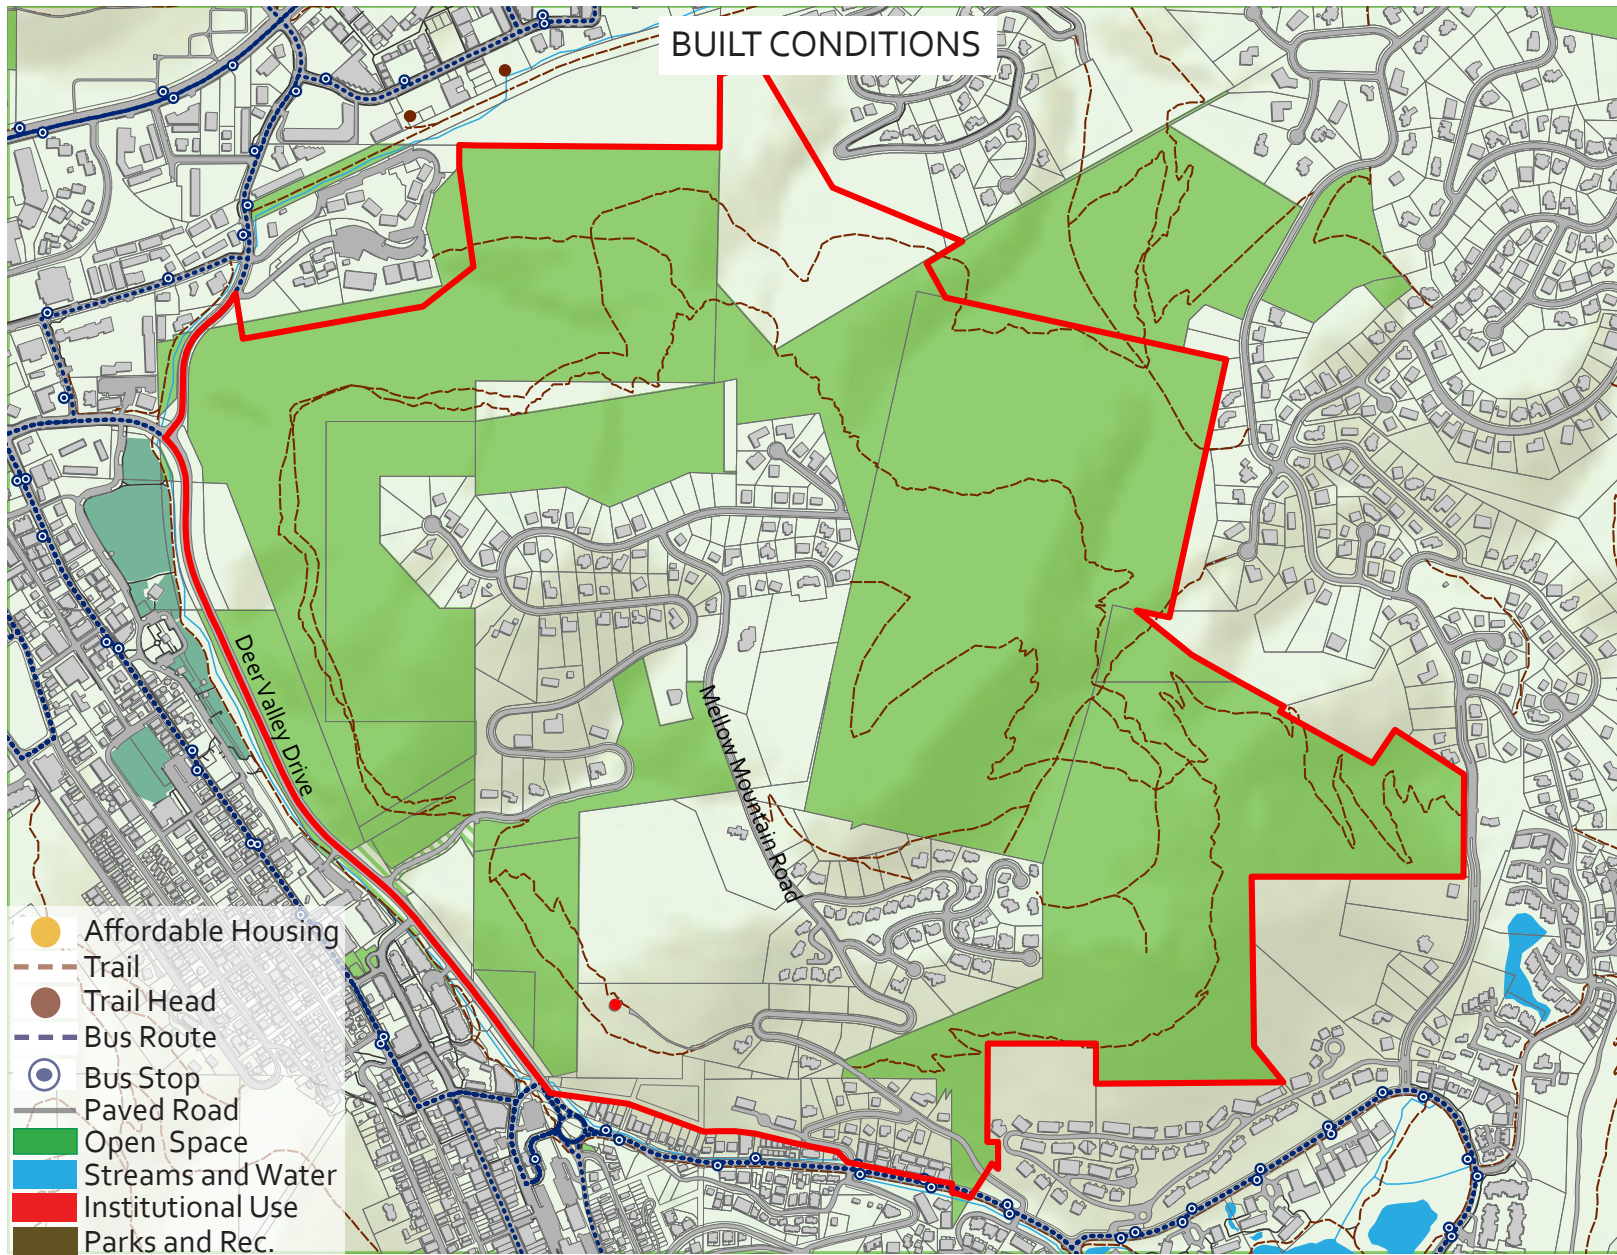 BUILT CONDITIONS
Deer Valley Drive
Mellow Mountain Road
Affordable Housing
Trail
Trail Head
Bus Route
Bus Stop
Paved Road
Open Space
Streams and Water
Institutional Use
Parks and Rec.